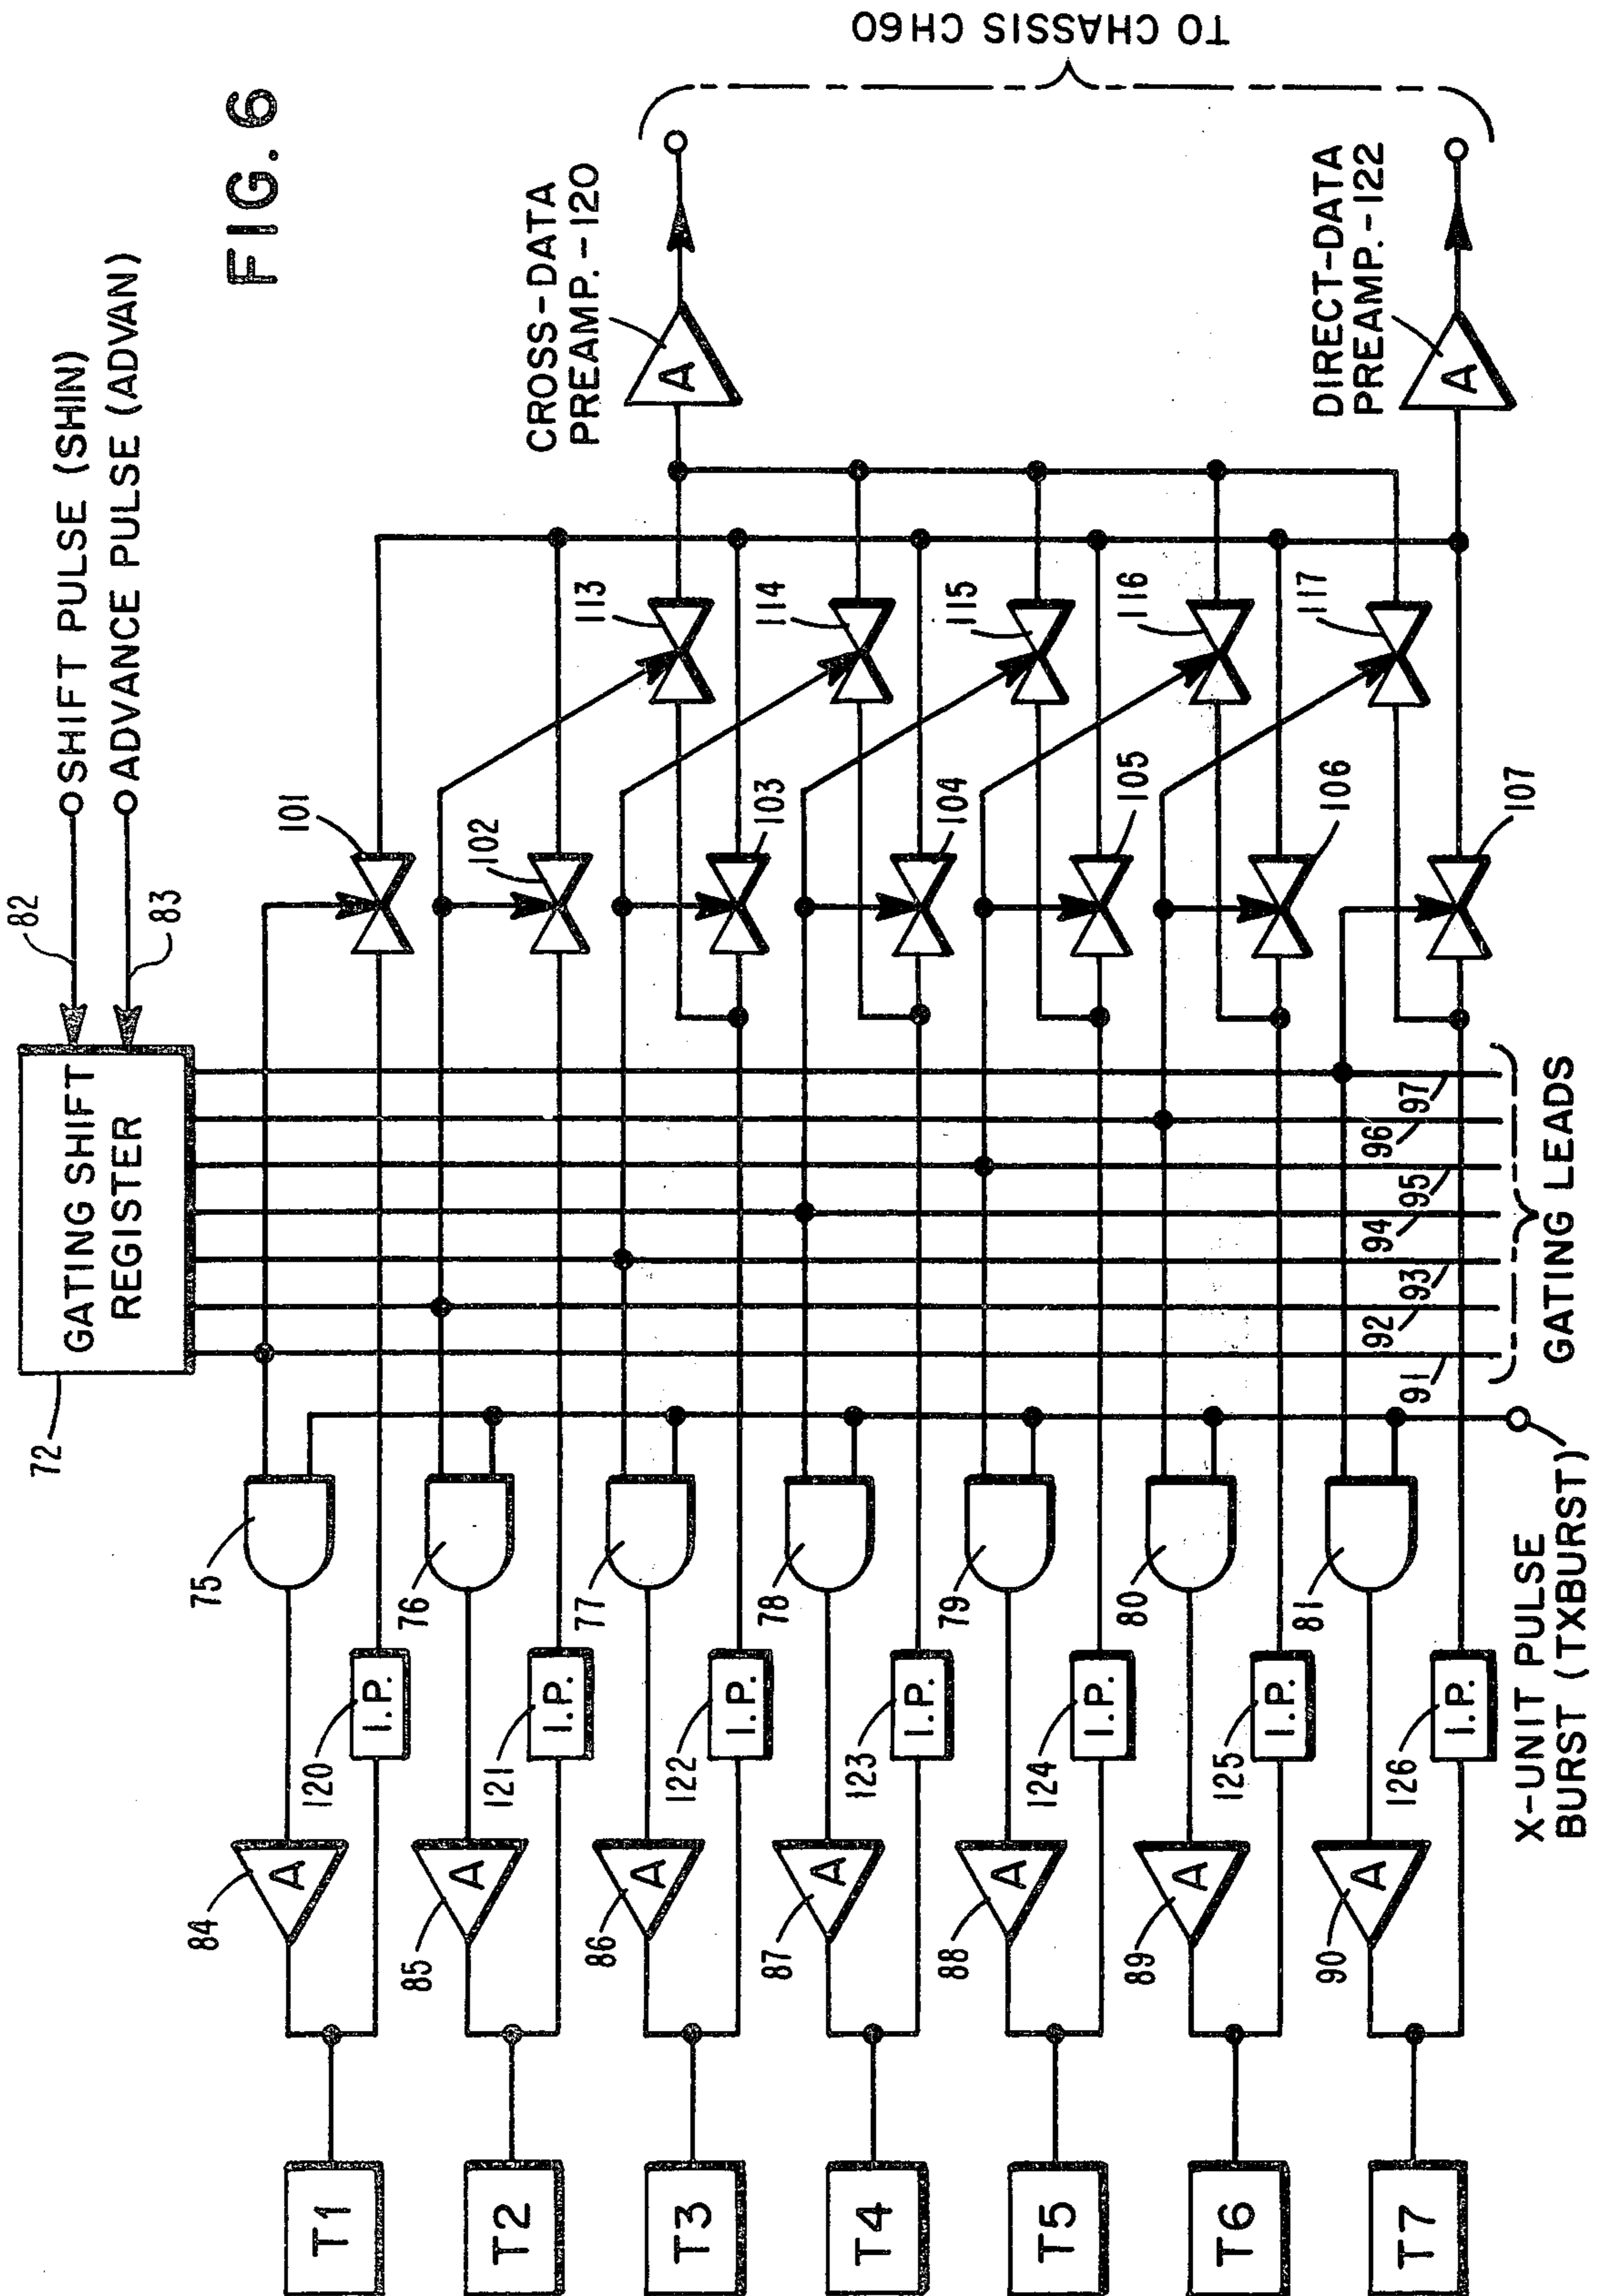 FIG. 6
SHIFT PULSE (SHIN)
ADVANCE PULSE (ADVAN)
82
83
GATING SHIFT
REGISTER
72
TO CHASSIS CH60
CROSS-DATA
PREAMP.-120
A
DIRECT-DATA
PREAMP.-122
A
101
102
103
104
105
106
107
113
114
115
116
117
91
92
93
94
95
96
97
GATING LEADS
75
76
77
78
79
80
81
X-UNIT PULSE
BURST (TXBURST)
120
I.P.
121
I.P.
122
I.P.
123
I.P.
124
I.P.
125
I.P.
126
I.P.
84
A
85
A
86
A
87
A
88
A
89
A
90
A
T1
T2
T3
T4
T5
T6
T7